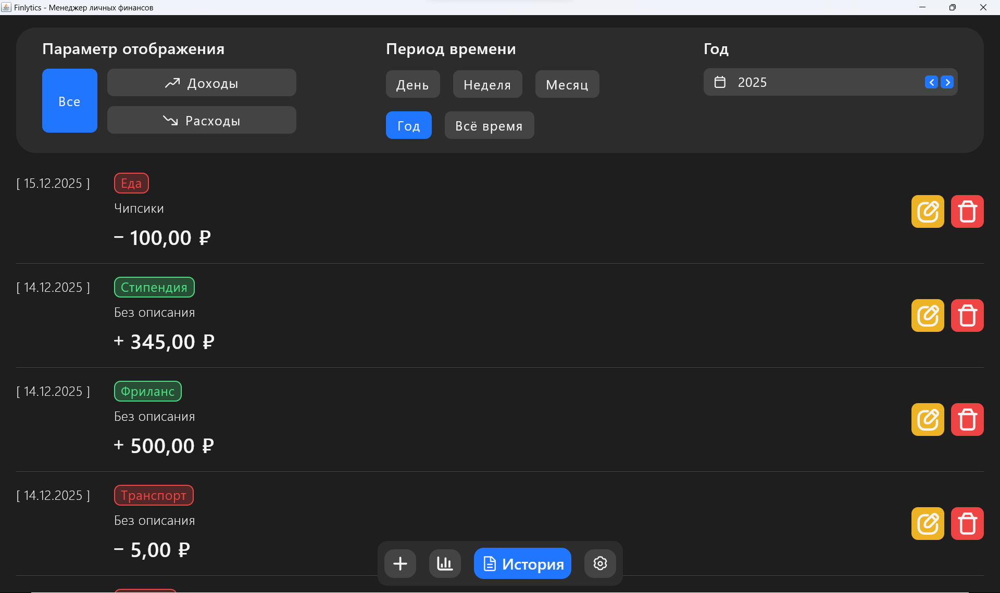 Finlytics - Менеджер личных финансов
Параметр отображения
Все
Доходы
Расходы
Период времени
День
Неделя
Месяц
Год
Всё время
Год
2025
[ 15.12.2025 ]
Еда
Чипсики
− 100,00 ₽
[ 14.12.2025 ]
Стипендия
Без описания
+ 345,00 ₽
[ 14.12.2025 ]
Фриланс
Без описания
+ 500,00 ₽
[ 14.12.2025 ]
Транспорт
Без описания
− 5,00 ₽
История